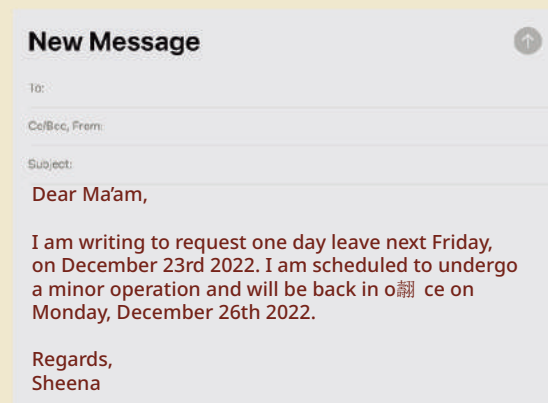 New Message
To:
Cc/Bcc, From:
Subject:
Dear Ma'am,
I am writing to request one day leave next Friday,
on December 23rd 2022. I am scheduled to undergo
a minor operation and will be back in o翮 ce on
Monday, December 26th 2022.
Regards,
Sheena